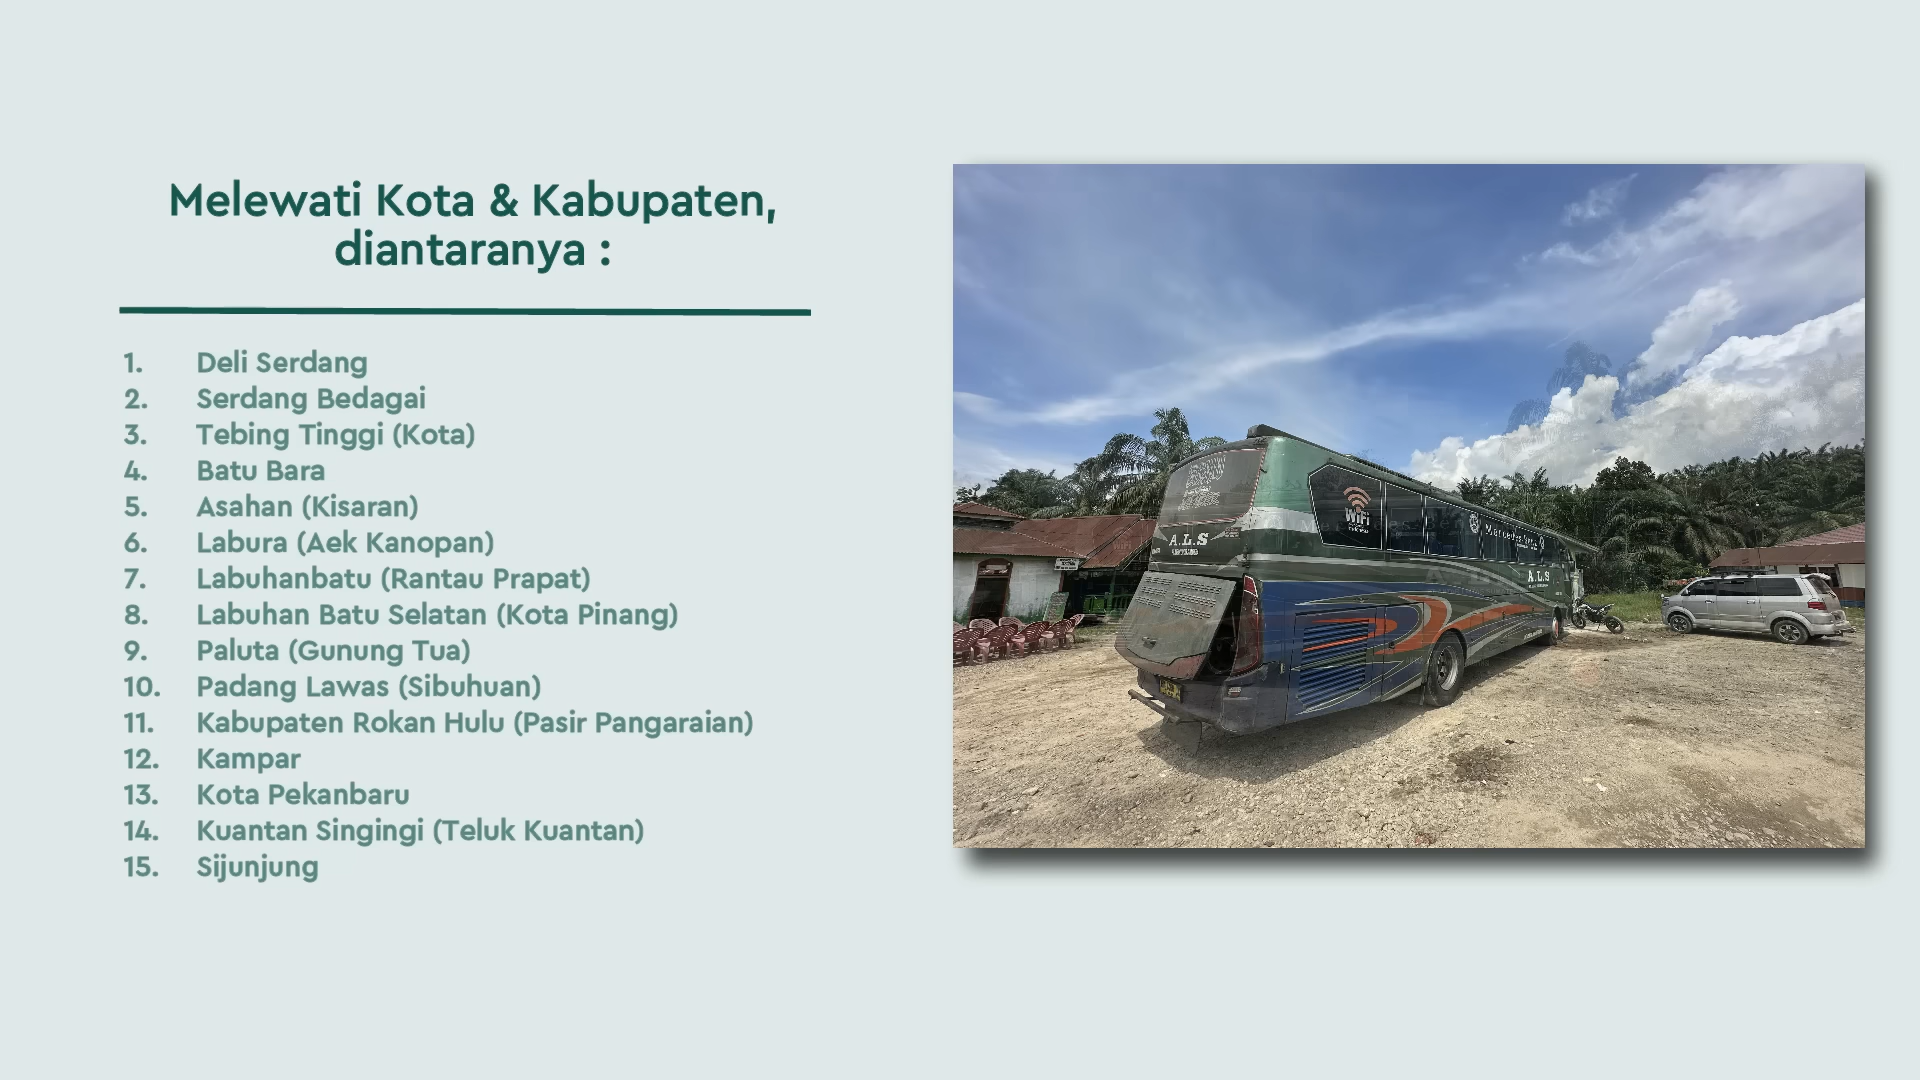 Melewati Kota & Kabupaten,
diantaranya :
1. Deli Serdang
2. Serdang Bedagai
3. Tebing Tinggi (Kota)
4. Batu Bara
5. Asahan (Kisaran)
6. Labura (Aek Kanopan)
7. Labuhanbatu (Rantau Prapat)
8. Labuhan Batu Selatan (Kota Pinang)
9. Paluta (Gunung Tua)
10. Padang Lawas (Sibuhuan)
11. Kabupaten Rokan Hulu (Pasir Pangaraian)
12. Kampar
13. Kota Pekanbaru
14. Kuantan Singingi (Teluk Kuantan)
15. Sijunjung
WiFi
A.L.S
Mercedes-Benz
A.L.S